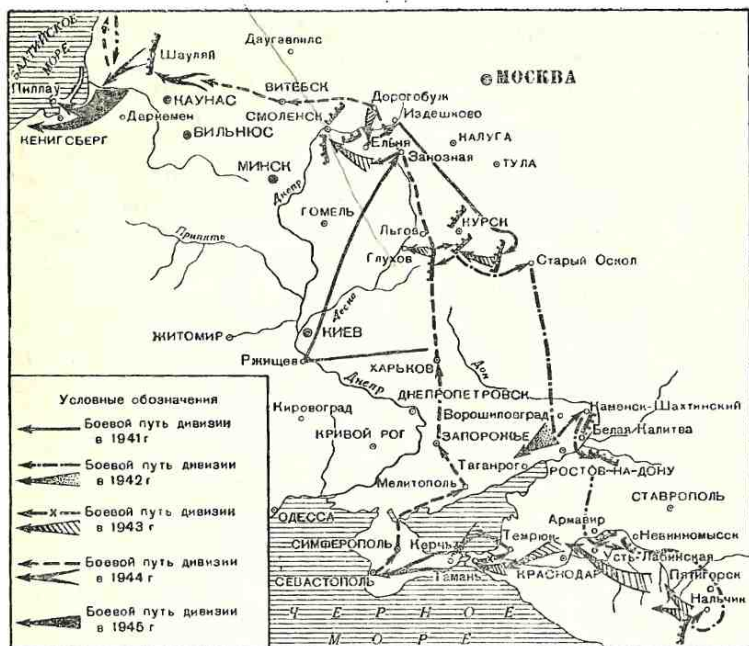 БАЛТИЙСКОЕ
МОРЕ
Шауляй
Даугавпилс
МОСКВА
Пиллау
КАУНАС
ВИТЕБСК
Дорогобуж
СМОЛЕНСК
Издешково
Даркемен
КАЛУГА
КЕНИГСБЕРГ
ВИЛЬНЮС
Ельня
Занозная
ТУЛА
МИНСК
Днепр
ГОМЕЛЬ
Льгов
КУРСК
Припять
Глухов
Старый Оскол
Десна
КИЕВ
ЖИТОМИР
Ржищев
ХАРЬКОВ
Дон
Днепр
ДНЕПРОПЕТРОВСК
Каменск-Шахтинский
Кировоград
Ворошиловград
Белая Калитва
КРИВОЙ РОГ
ЗАПОРОЖЬЕ
Таганрог
РОСТОВ-НА-ДОНУ
Мелитополь
СТАВРОПОЛЬ
ОДЕССА
Армавир
СИМФЕРОПОЛЬ
Керчь
Темрюк
Невинномысск
Усть-Лабинская
СЕВАСТОПОЛЬ
Тамань
КРАСНОДАР
Пятигорск
Нальчик
ЧЕРНОЕ
МОРЕ
Условные обозначения
Боевой путь дивизии
в 1941 г
Боевой путь дивизии
в 1942 г
Боевой путь дивизии
в 1943 г
Боевой путь дивизии
в 1944 г
Боевой путь дивизии
в 1945 г